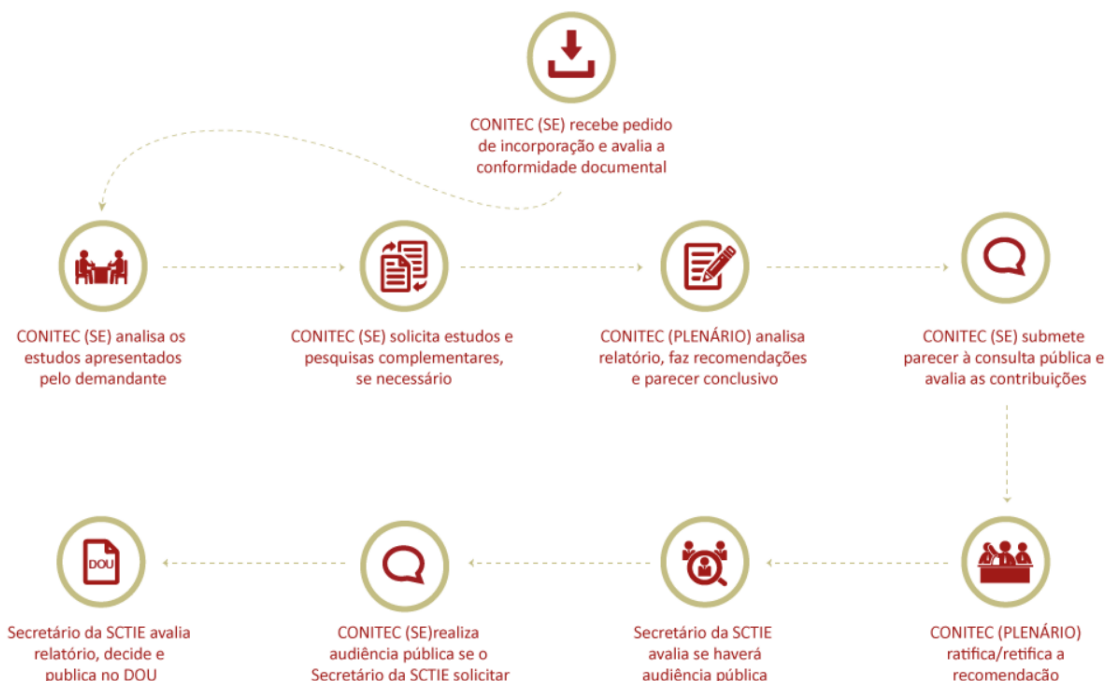 CONITEC (SE) recebe pedido
de incorporação e avalia a
conformidade documental
CONITEC (SE) analisa os
estudos apresentados
pelo demandante
CONITEC (SE) solicita estudos e
pesquisas complementares,
se necessário
CONITEC (PLENÁRIO) analisa
relatório, faz recomendações
e parecer conclusivo
CONITEC (SE) submete
parecer à consulta pública e
avalia as contribuições
CONITEC (PLENÁRIO)
ratifica/retifica a
recomendação
Secretário da SCTIE
avalia se haverá
audiência pública
CONITEC (SE)realiza
audiência pública se o
Secretário da SCTIE solicitar
DOU
Secretário da SCTIE avalia
relatório, decide e
publica no DOU